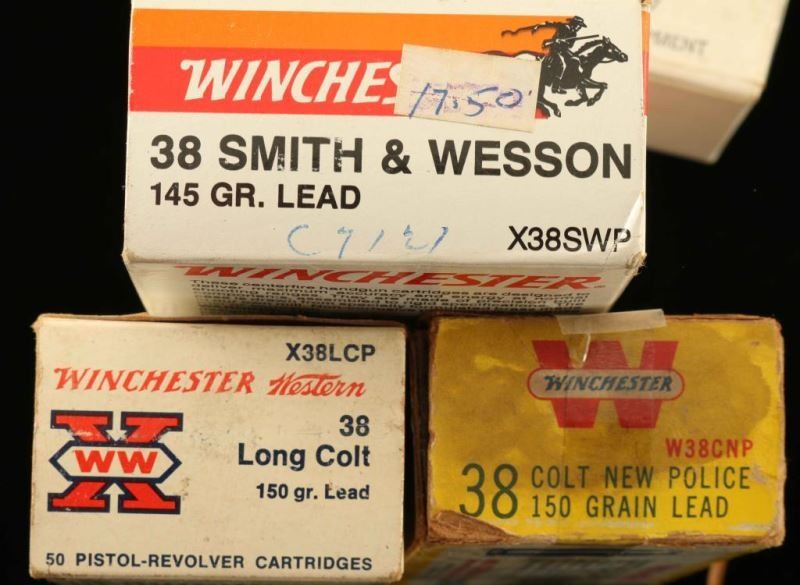 WINCHES
17.50
38 SMITH & WESSON
145 GR. LEAD
X38SWP
WINCHESTER
X38LCP
WINCHESTER Western
WW
38
Long Colt
150 gr. Lead
50 PISTOL-REVOLVER CARTRIDGES
W
WINCHESTER
W38CNP
38 COLT NEW POLICE
150 GRAIN LEAD